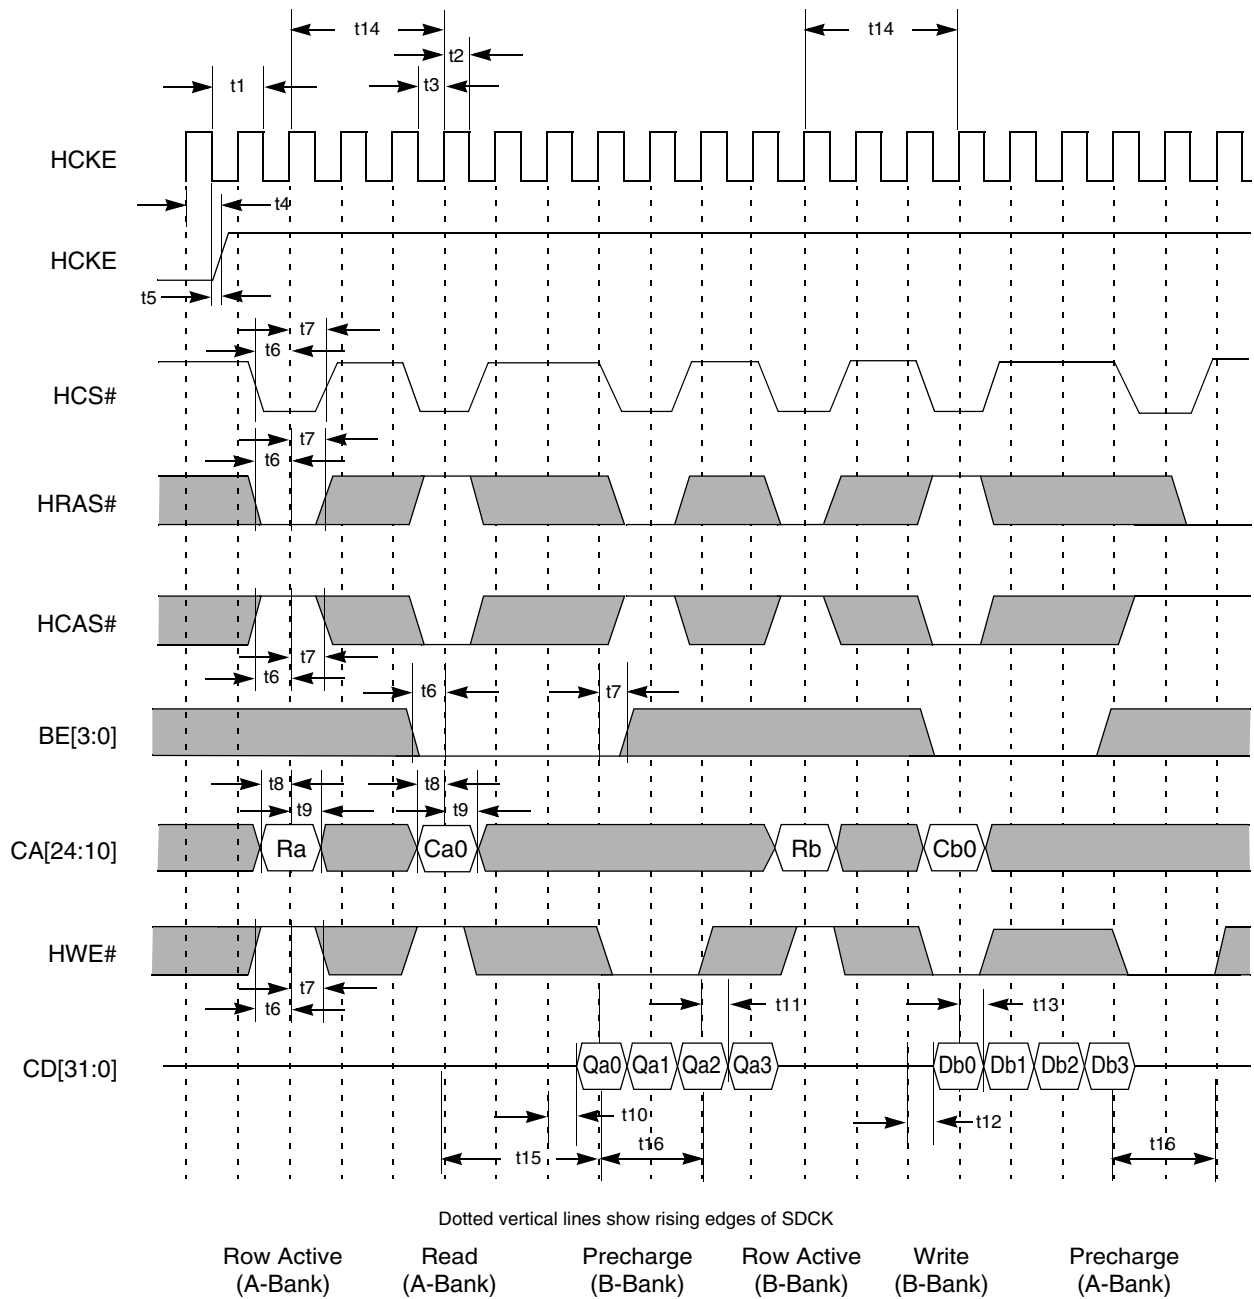 t14
t14
t2
t1
t3
HCKE
t4
HCKE
t5
t7
t6
HCS#
t7
t6
HRAS#
HCAS#
t7
t6
t6
t7
BE[3:0]
t8
t8
t9
t9
CA[24:10]
Ra
Ca0
Rb
Cb0
HWE#
t7
t6
t11
t13
CD[31:0]
Qa0
Qa1
Qa2
Qa3
Db0
Db1
Db2
Db3
t10
t12
t15
t16
t16
Dotted vertical lines show rising edges of SDCK
Row Active
(A-Bank)
Read
(A-Bank)
Precharge
(B-Bank)
Row Active
(B-Bank)
Write
(B-Bank)
Precharge
(A-Bank)